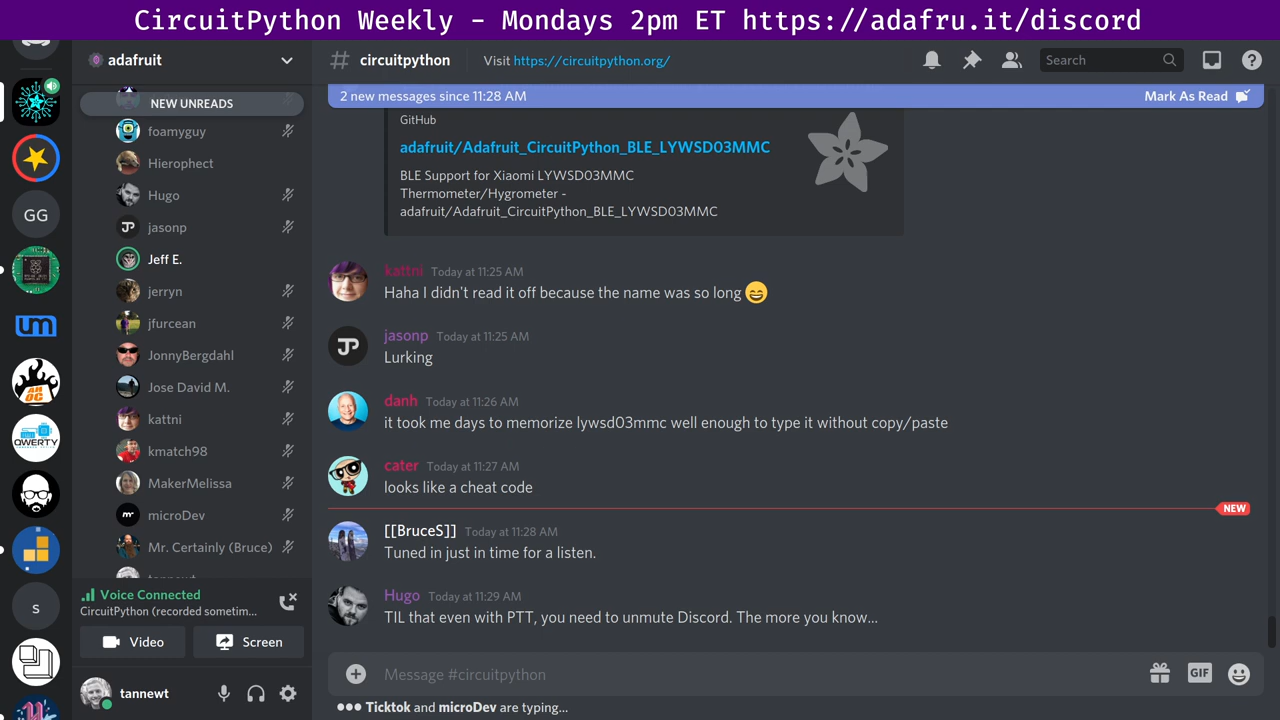 CircuitPython Weekly - Mondays 2pm ET https://adafru.it/discord
adafruit
# circuitpython
Visit https://circuitpython.org/
Search
NEW UNREADS
foamyguy
Hierophect
Hugo
jasonp
Jeff E.
jerryn
jfurcean
JonnyBergdahl
Jose David M.
kattni
kmatch98
MakerMelissa
microDev
Mr. Certainly (Bruce)
tannewt
GG
S
Voice Connected
CircuitPython (recorded sometim...
Video
Screen
tannewt
2 new messages since 11:28 AM
Mark As Read
GitHub
adafruit/Adafruit_CircuitPython_BLE_LYWSD03MMC
BLE Support for Xiaomi LYWSD03MMC
Thermometer/Hygrometer -
adafruit/Adafruit_CircuitPython_BLE_LYWSD03MMC
kattni Today at 11:25 AM
Haha I didn't read it off because the name was so long
JP
jasonp Today at 11:25 AM
Lurking
danh Today at 11:26 AM
it took me days to memorize lywsd03mmc well enough to type it without copy/paste
cater Today at 11:27 AM
looks like a cheat code
NEW
[[BruceS]] Today at 11:28 AM
Tuned in just in time for a listen.
Hugo Today at 11:29 AM
TIL that even with PTT, you need to unmute Discord. The more you know...
Message #circuitpython
GIF
Ticktok and microDev are typing...